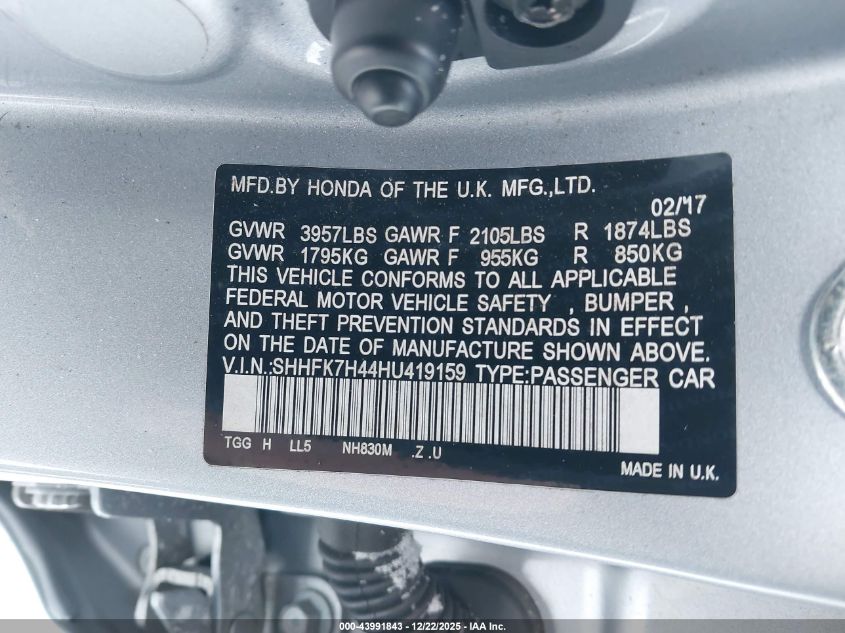 MFD.BY HONDA OF THE U.K. MFG.,LTD.
02/17
GVWR 3957LBS GAWR F 2105LBS R 1874LBS
GVWR 1795KG GAWR F 955KG R 850KG
THIS VEHICLE CONFORMS TO ALL APPLICABLE
FEDERAL MOTOR VEHICLE SAFETY , BUMPER ,
AND THEFT PREVENTION STANDARDS IN EFFECT
ON THE DATE OF MANUFACTURE SHOWN ABOVE.
V.I.N.:SHHFK7H44HU419159 TYPE:PASSENGER CAR
TGG H LL5 NH830M .Z .U
MADE IN U.K.
000-43991843 | 12/22/2025 | IAA Inc.